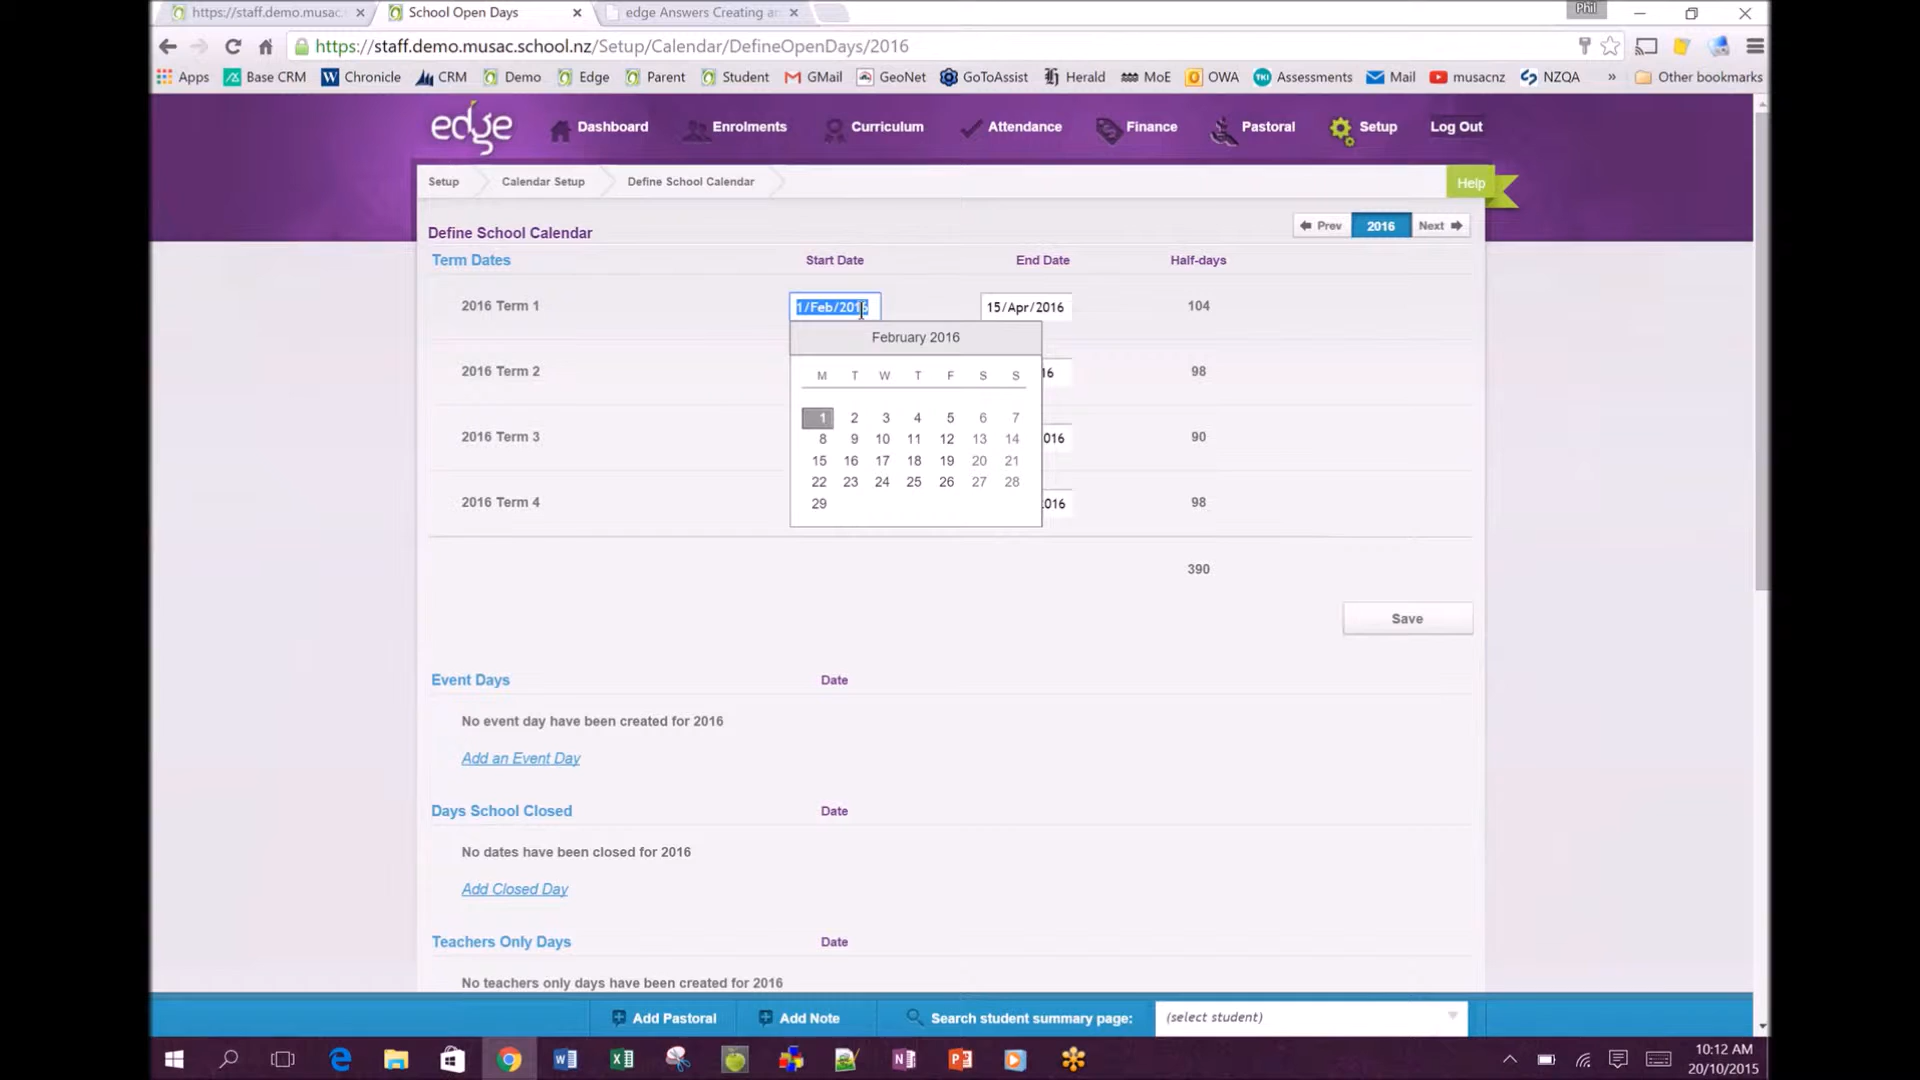 https://staff.demo.musac.
School Open Days
edge Answers Creating an
Phil
https://staff.demo.musac.school.nz/Setup/Calendar/DefineOpenDays/2016
Apps Base CRM Chronicle CRM Demo Edge Parent Student GMail GeoNet GoToAssist Herald MoE OWA Assessments Mail musacnz NZQA » Other bookmarks
edge Dashboard Enrolments Curriculum Attendance Finance Pastoral Setup Log Out
Setup Calendar Setup Define School Calendar Help
Define School Calendar Prev 2016 Next
Term Dates Start Date End Date Half-days
2016 Term 1 1/Feb/2016 15/Apr/2016 104
February 2016
2016 Term 2 16 98
M T W T F S S
1 2 3 4 5 6 7
2016 Term 3 8 9 10 11 12 13 14 016 90
15 16 17 18 19 20 21
22 23 24 25 26 27 28
2016 Term 4 29 2016 98
390
Save
Event Days Date
No event day have been created for 2016
Add an Event Day
Days School Closed Date
No dates have been closed for 2016
Add Closed Day
Teachers Only Days Date
No teachers only days have been created for 2016
Add Pastoral Add Note Search student summary page: (select student)
10:12 AM
20/10/2015